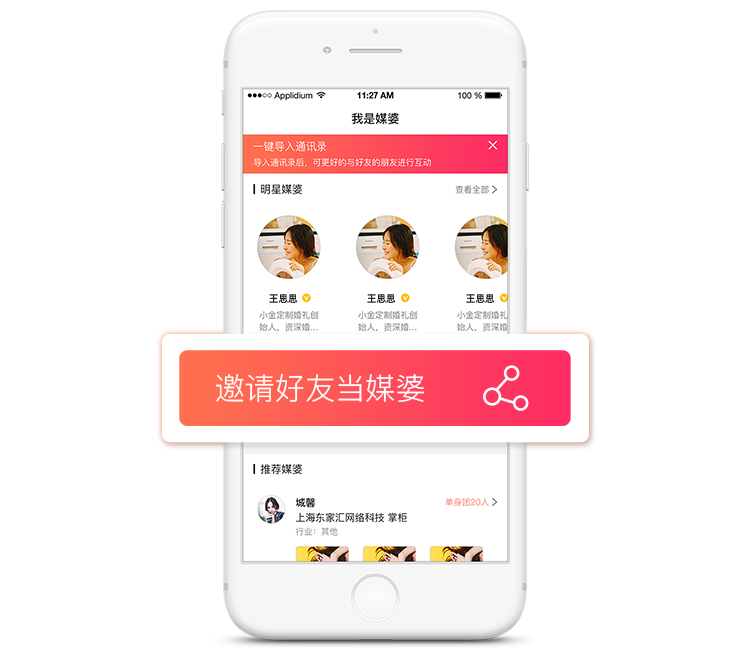 Applidium 11:27 AM 100 %
我是媒婆
一键导入通讯录
导入通讯录后，可更好的与好友的朋友进行互动
明星媒婆 查看全部
王思思 王思思 王思思
小金定制婚礼创 小金定制婚礼创 小金定制婚礼
始人，资深婚... 始人，资深婚... 始人，资深婚
邀请好友当媒婆
推荐媒婆
城馨 单身团20人
上海东家汇网络科技 掌柜
行业：其他